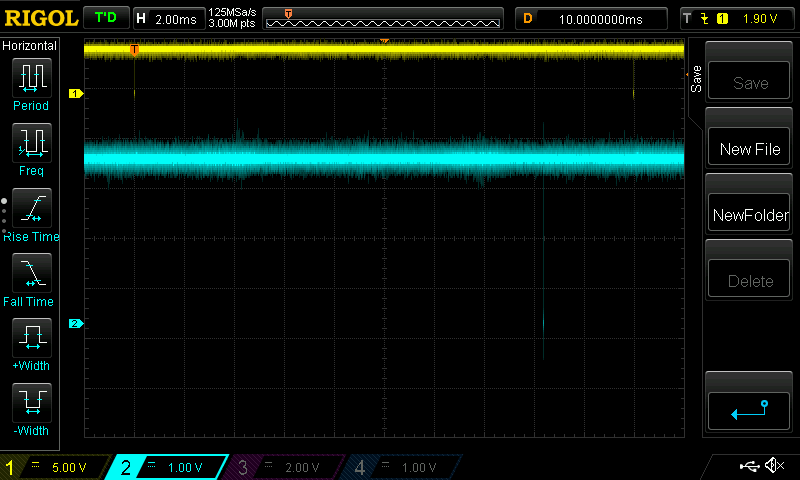 RIGOL T'D H 2.00ms 125MSa/s 3.00M pts T D 10.0000000ms T 1 1.90 V
Horizontal
Period
Freq
Rise Time
Fall Time
+Width
-Width
T
1
2
Save
Save
New File
NewFolder
Delete
1 5.00 V 2 1.00 V 3 2.00 V 4 1.00 V